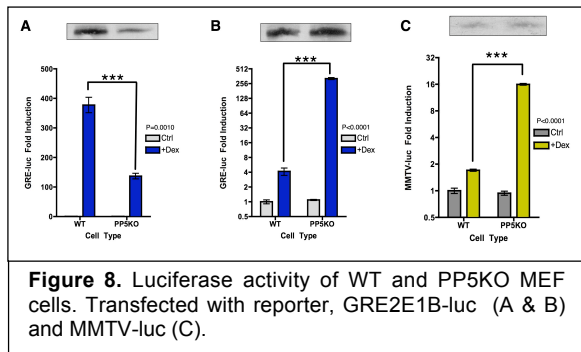 A
B
C
***
***
***
GRE-luc Fold Induction
500
400
300
200
100
0
P=0.0010
Ctrl
+Dex
WT
PP5KO
Cell Type
GRE-luc Fold Induction
512
256
128
64
32
16
8
4
2
1
0.5
P<0.0001
Ctrl
+Dex
WT
PP5KO
Cell Type
MMTV-luc Fold Induction
32
16
8
4
2
1
0.5
P<0.0001
Ctrl
+Dex
WT
PP5KO
Cell Type
Figure 8. Luciferase activity of WT and PP5KO MEF
cells. Transfected with reporter, GRE2E1B-luc (A & B)
and MMTV-luc (C).